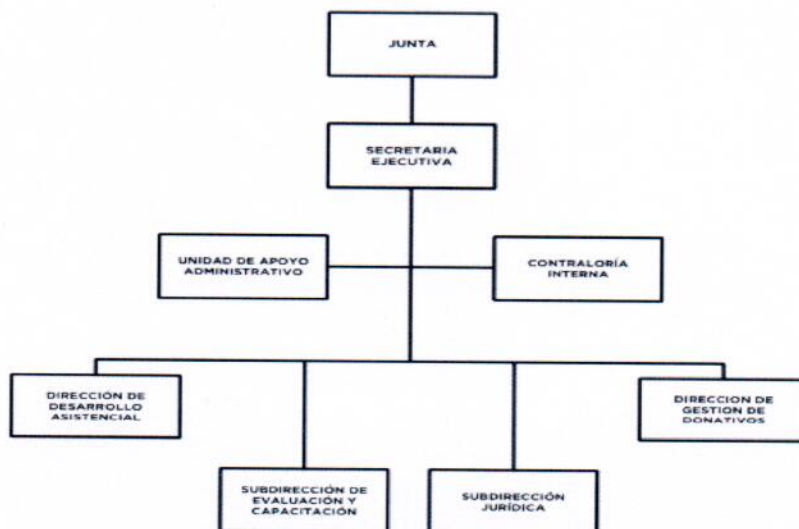 JUNTA
SECRETARIA
EJECUTIVA
UNIDAD DE APOYO
ADMINISTRATIVO
CONTRALORÍA
INTERNA
DIRECCIÓN DE
DESARROLLO
ASISTENCIAL
DIRECCION DE
GESTION DE
DONATIVOS
SUBDIRECCIÓN DE
EVALUACIÓN Y
CAPACITACIÓN
SUBDIRECCIÓN
JURÍDICA